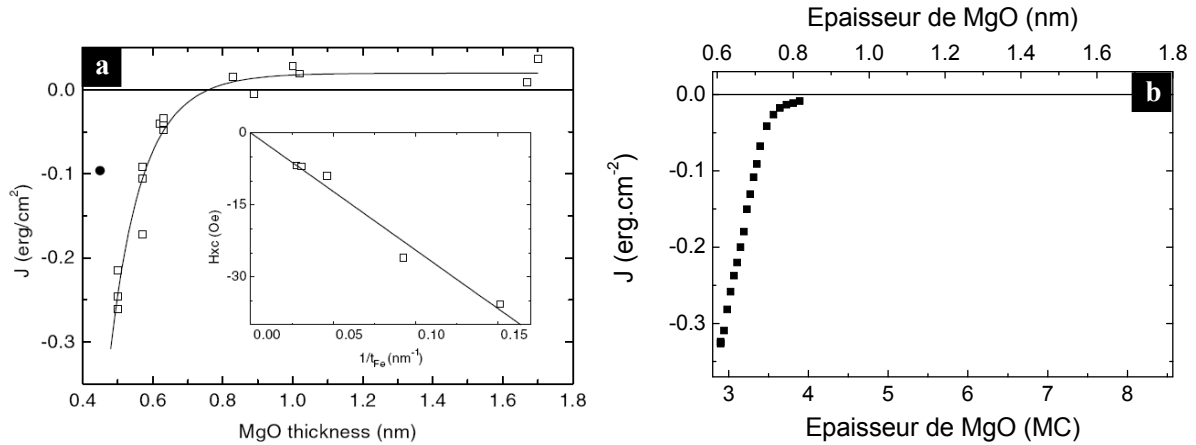 a
0.0
-0.1
-0.2
-0.3
J (erg/cm²)
0.4 0.6 0.8 1.0 1.2 1.4 1.6 1.8
MgO thickness (nm)
0
-15
-30
Hxc (Oe)
0.00 0.05 0.10 0.15
1/tFe (nm⁻¹)
Epaisseur de MgO (nm)
0.6 0.8 1.0 1.2 1.4 1.6 1.8
b
0.0
-0.1
-0.2
-0.3
J (erg.cm⁻²)
3 4 5 6 7 8
Epaisseur de MgO (MC)